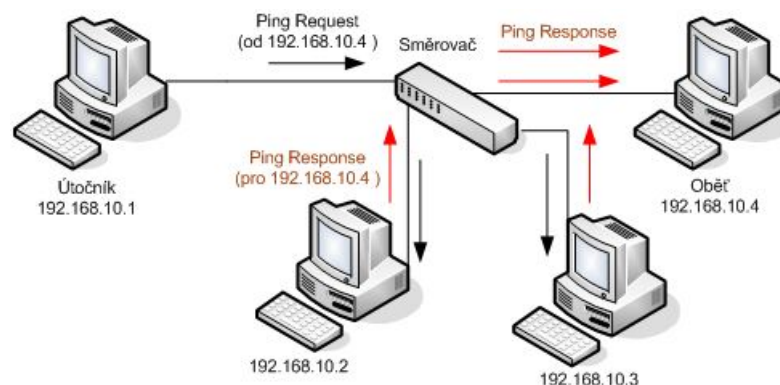 Ping Request
(od 192.168.10.4 )
Směrovač
Ping Response
Útočník
192.168.10.1
Ping Response
(pro 192.168.10.4 )
Oběť
192.168.10.4
192.168.10.2
192.168.10.3